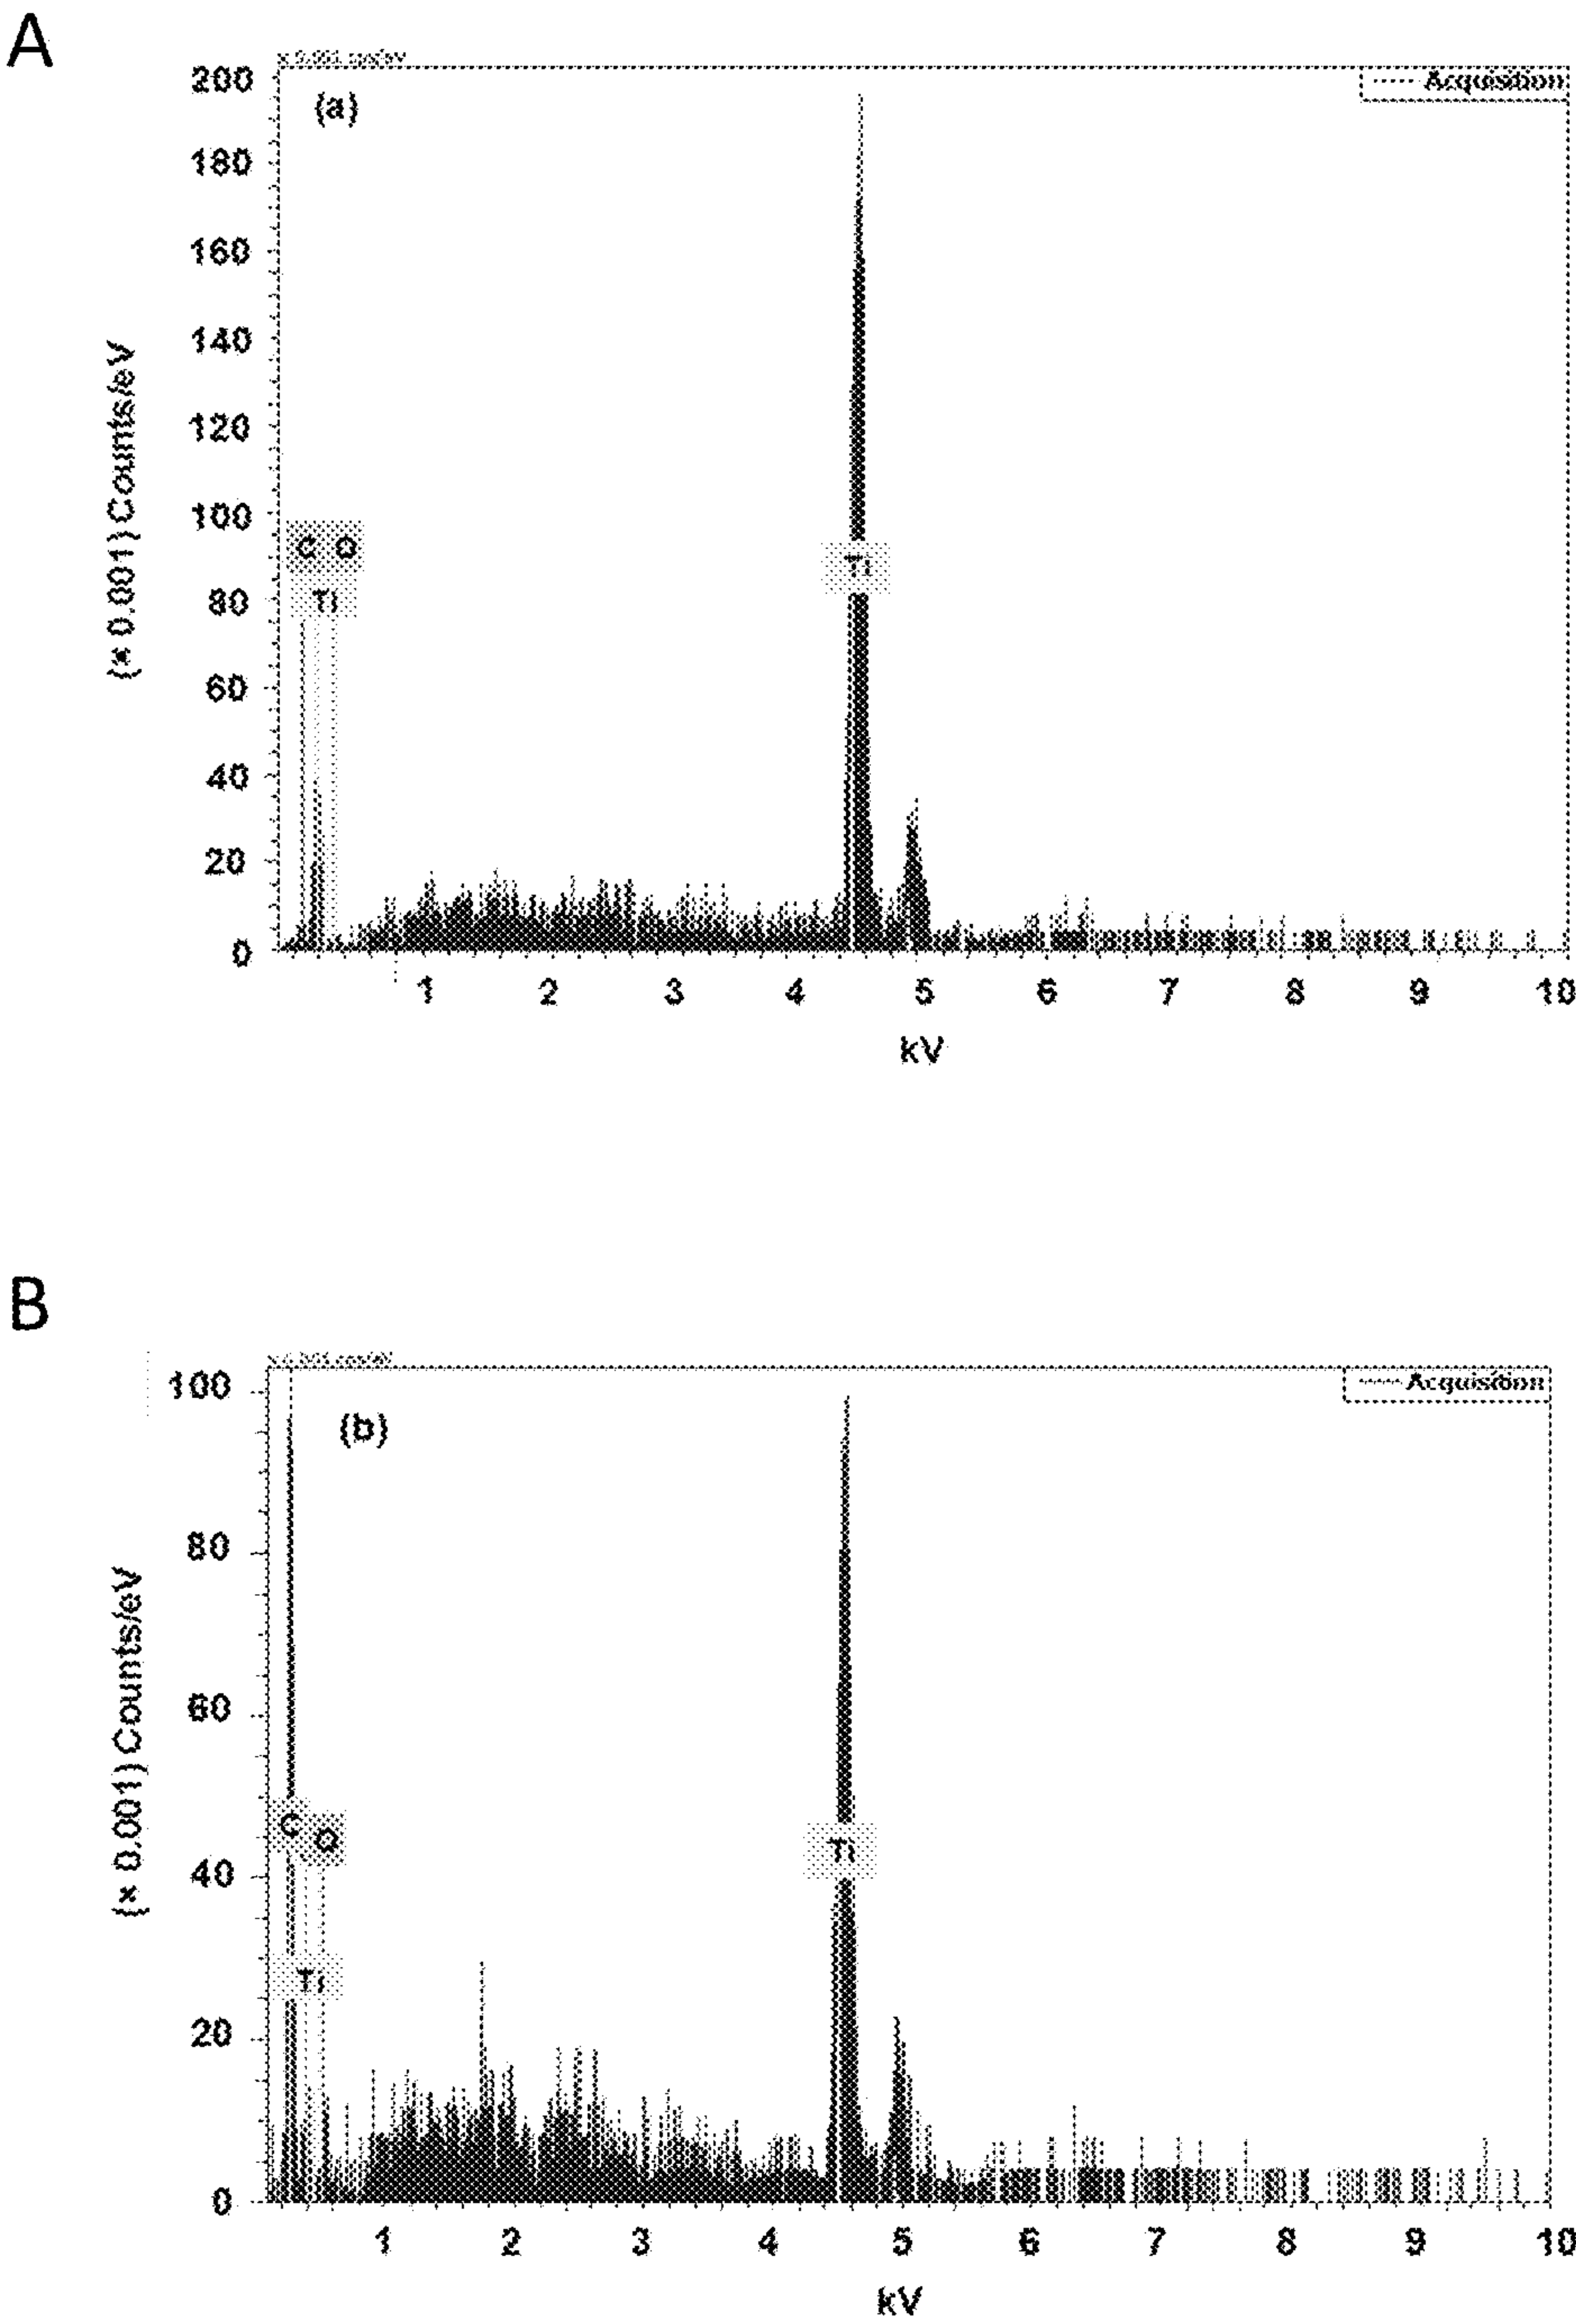 A
(a)
Acquisition
200
180
160
140
120
100
80
60
40
20
0
(× 0.001) Counts/eV
C O
Ti
Ti
1 2 3 4 5 6 7 8 9 10
kV
B
(b)
Acquisition
100
80
60
40
20
0
(× 0.001) Counts/eV
C O
Ti
Ti
1 2 3 4 5 6 7 8 9 10
kV